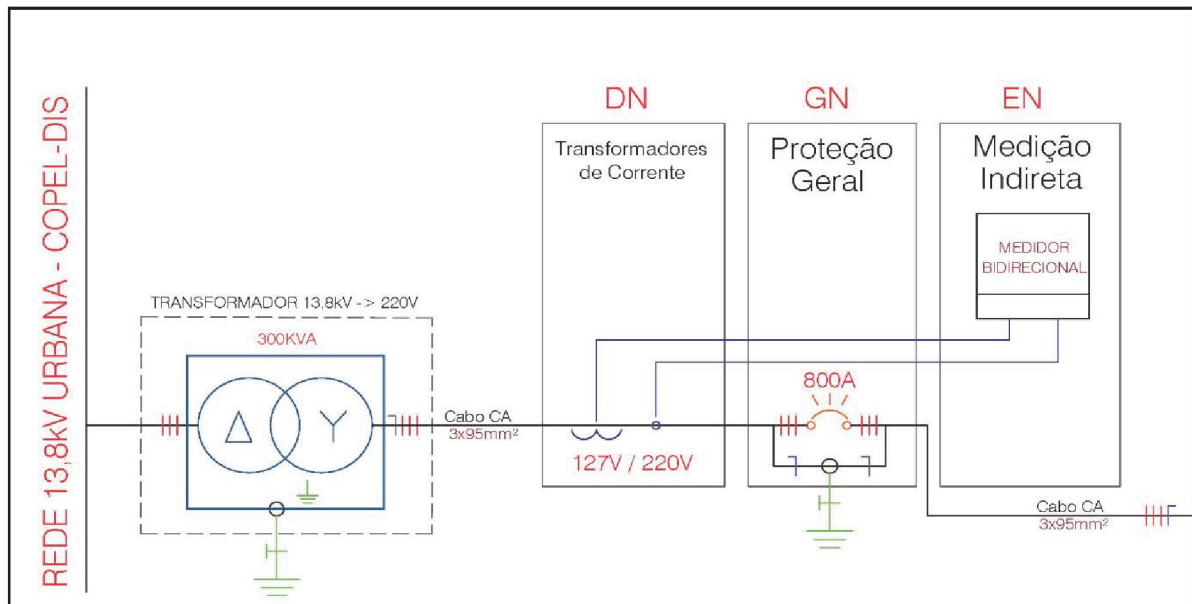 REDE 13,8kV URBANA - COPEL-DIS
DN
GN
EN
Transformadores
de Corrente
Proteção
Geral
Medição
Indireta
MEDIDOR
BIDIRECIONAL
TRANSFORMADOR 13,8kV -> 220V
300KVA
Δ
Y
Cabo CA
3x95mm²
127V / 220V
800A
Cabo CA
3x95mm²